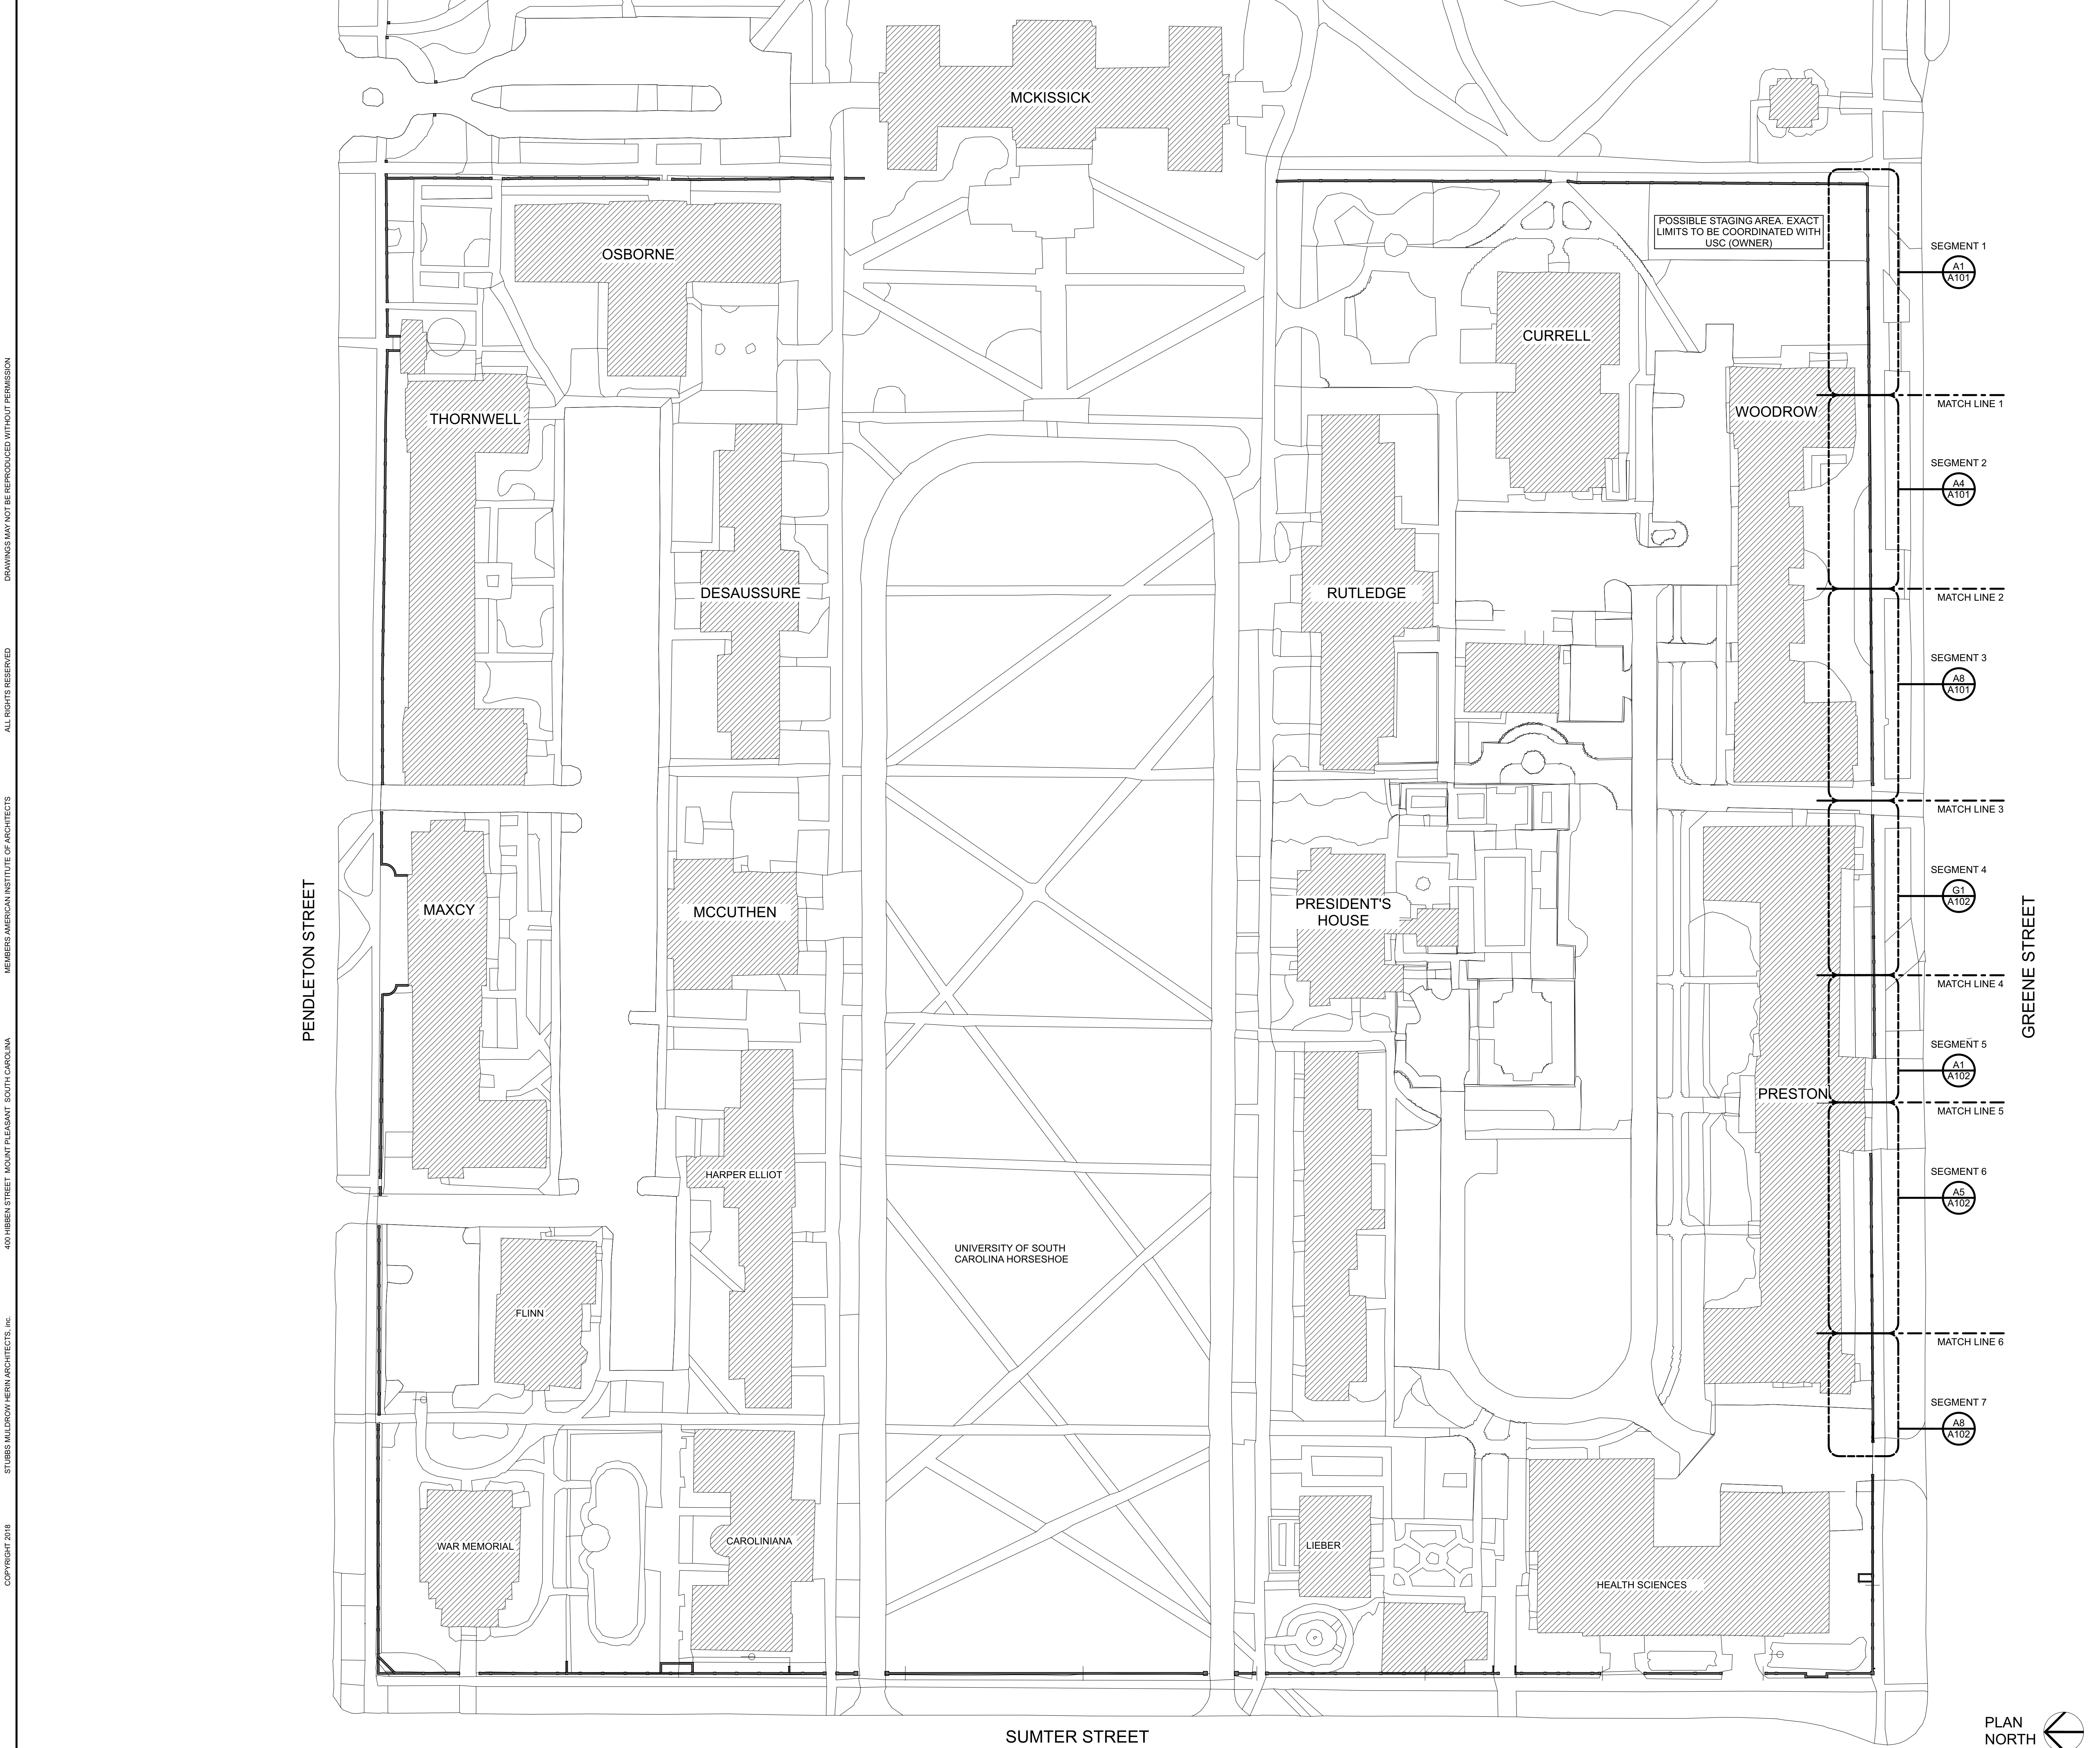 MCKISSICK
POSSIBLE STAGING AREA. EXACT
LIMITS TO BE COORDINATED WITH
USC (OWNER)
OSBORNE
SEGMENT 1
A1
A101
CURRELL
THORNWELL
WOODROW
MATCH LINE 1
SEGMENT 2
A4
A101
DESAUSSURE
RUTLEDGE
MATCH LINE 2
SEGMENT 3
A8
A101
MATCH LINE 3
SEGMENT 4
G1
A102
MAXCY
MCCUTHEN
PRESIDENT'S
HOUSE
PENDLETON STREET
GREENE STREET
MATCH LINE 4
SEGMENT 5
A1
A102
PRESTON
MATCH LINE 5
SEGMENT 6
A5
A102
HARPER ELLIOT
UNIVERSITY OF SOUTH
CAROLINA HORSESHOE
FLINN
MATCH LINE 6
SEGMENT 7
A8
A102
WAR MEMORIAL
CAROLINIANA
LIEBER
HEALTH SCIENCES
SUMTER STREET
PLAN
NORTH
COPYRIGHT 2018 STUBBS MULDROW HERIN ARCHITECTS, inc. 400 HIBBEN STREET MOUNT PLEASANT SOUTH CAROLINA MEMBERS AMERICAN INSTITUTE OF ARCHITECTS ALL RIGHTS RESERVED DRAWINGS MAY NOT BE REPRODUCED WITHOUT PERMISSION